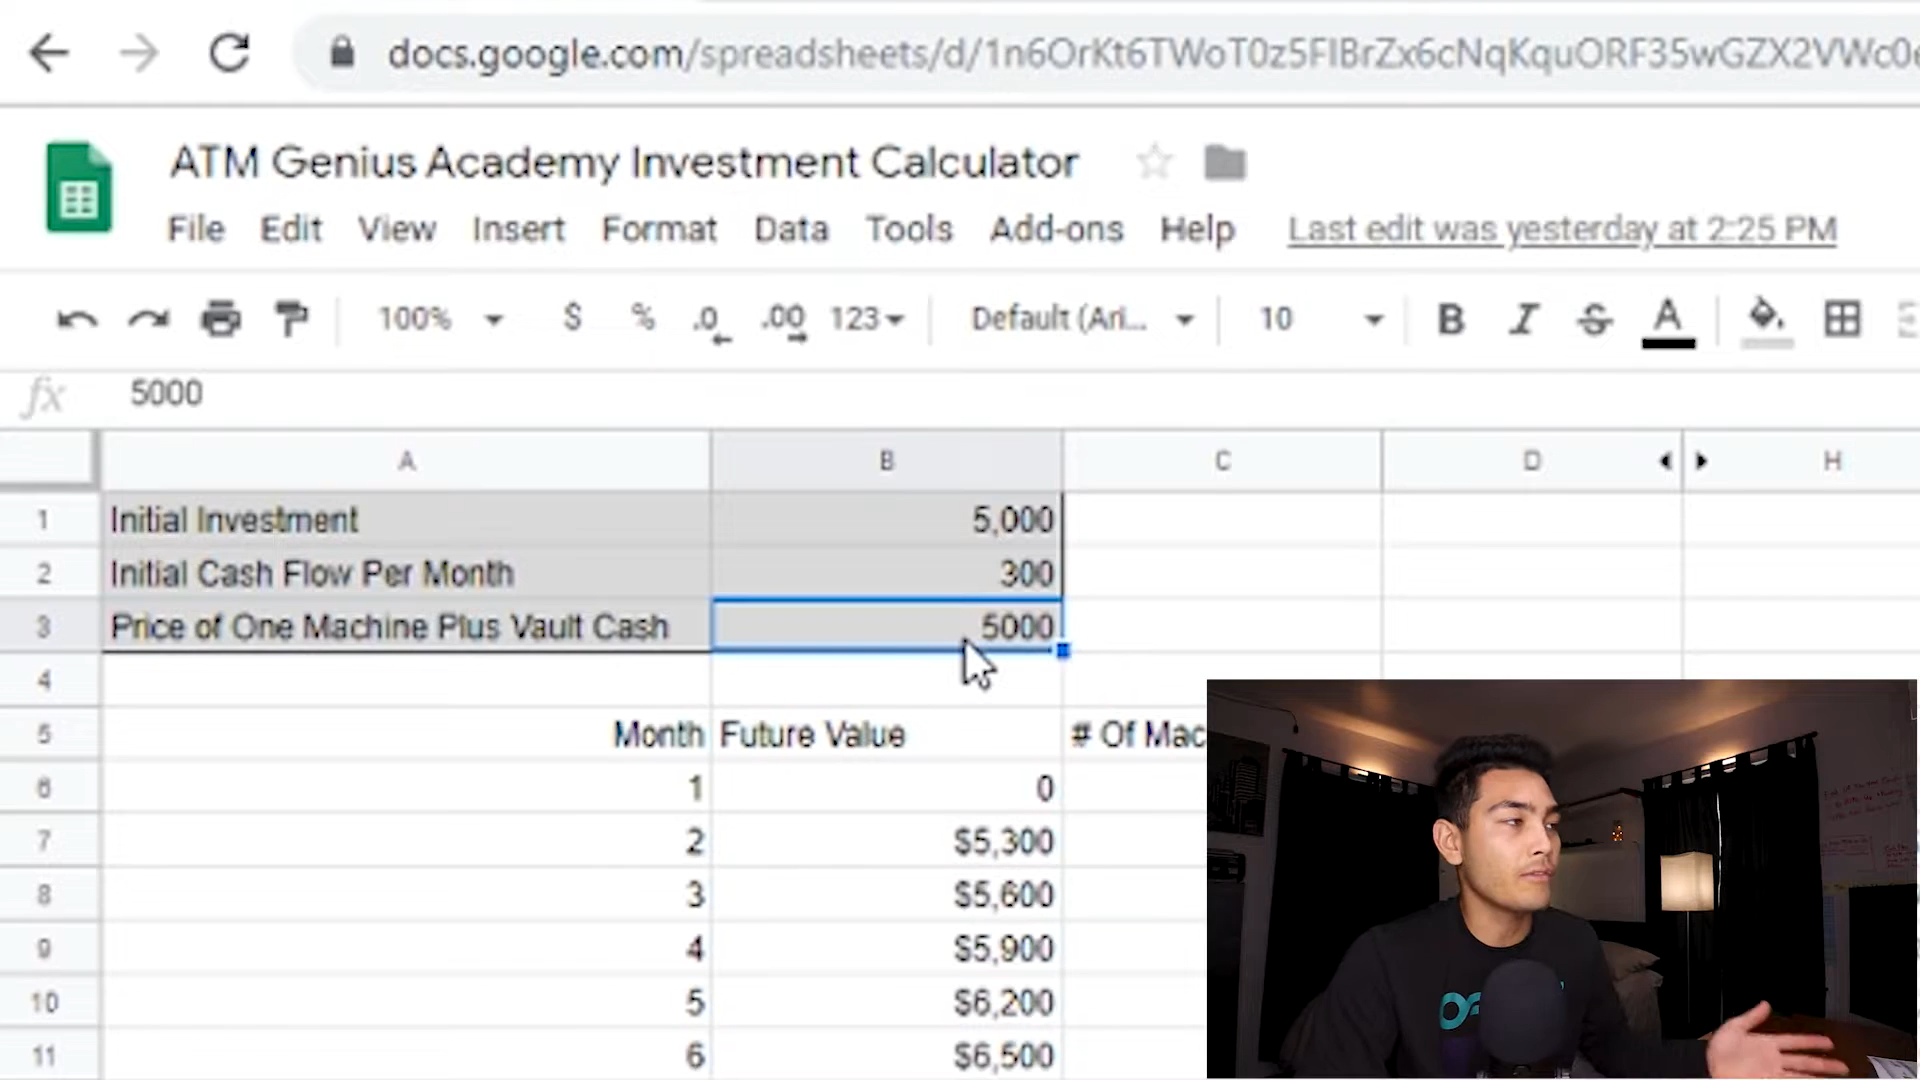 docs.google.com/spreadsheets/d/1n6OrKt6TWoT0z5FIBrZx6cNqKquORF35wGZX2VWc0
ATM Genius Academy Investment Calculator
File Edit View Insert Format Data Tools Add-ons Help Last edit was yesterday at 2:25 PM
100% $ % .0 .00 123 Default (Ari... 10 B I S A
fx 5000
A B C D H
1 Initial Investment 5,000
2 Initial Cash Flow Per Month 300
3 Price of One Machine Plus Vault Cash 5000
4
5 Month Future Value # Of Mac
6 1 0
7 2 $5,300
8 3 $5,600
9 4 $5,900
10 5 $6,200
11 6 $6,500